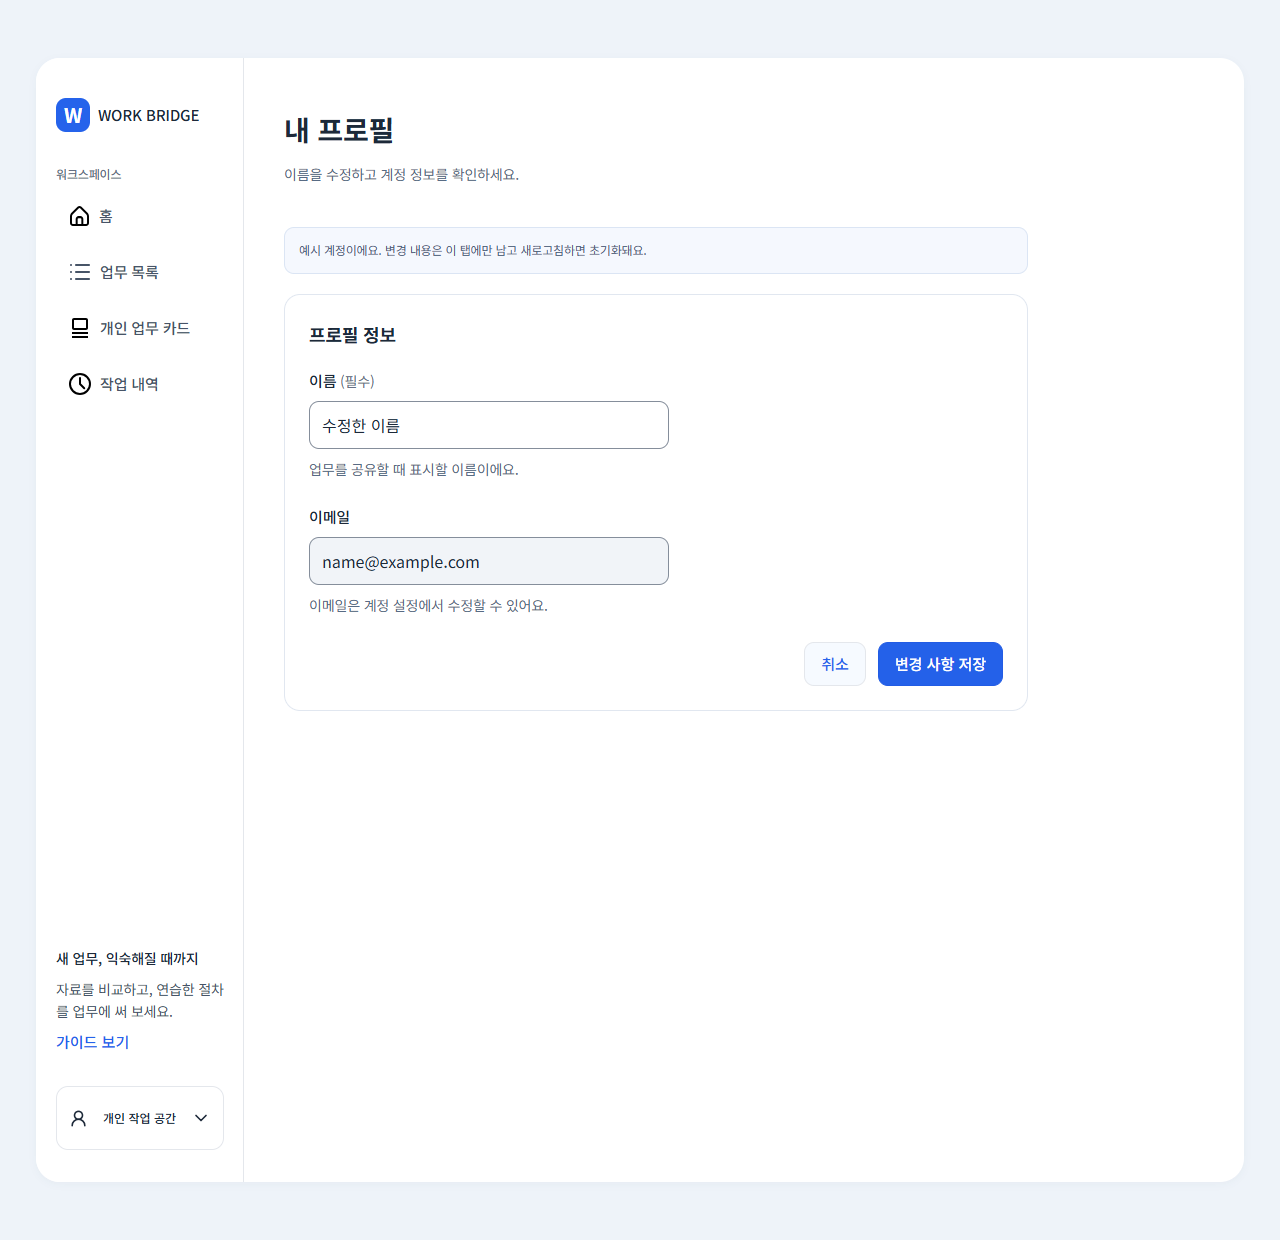 W WORK BRIDGE
워크스페이스
홈
업무 목록
개인 업무 카드
작업 내역
새 업무, 익숙해질 때까지
자료를 비교하고, 연습한 절차
를 업무에 써 보세요.
가이드 보기
개인 작업 공간
내 프로필
이름을 수정하고 계정 정보를 확인하세요.
예시 계정이에요. 변경 내용은 이 탭에만 남고 새로고침하면 초기화돼요.
프로필 정보
이름 (필수)
수정한 이름
업무를 공유할 때 표시할 이름이에요.
이메일
name@example.com
이메일은 계정 설정에서 수정할 수 있어요.
취소
변경 사항 저장